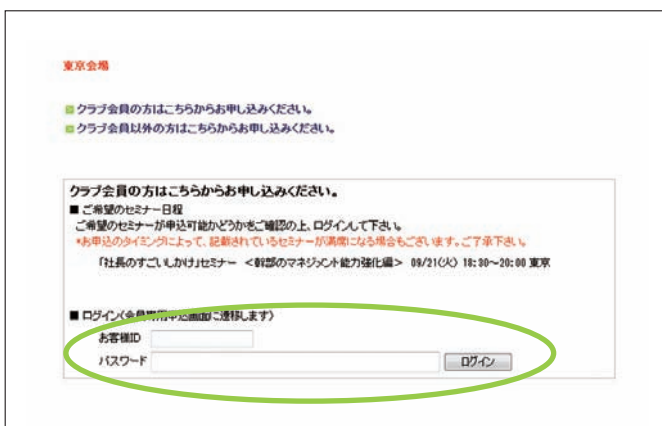 東京会場
クラブ会員の方はこちらからお申し込みください。
クラブ会員以外の方はこちらからお申し込みください。
クラブ会員の方はこちらからお申し込みください。
■ ご希望のセミナー日程
ご希望のセミナーが申込可能かどうかをご確認の上、ログインして下さい。
*お申込のタイミングによって、記載されているセミナーが満席になる場合もございます。ご了承下さい。
「社長のすごいしかけ」セミナー <幹部のマネジメント能力強化編> 09/21(火) 18:30~20:00 東京
■ ログイン(会員専用申込画面に遷移します)
お客様ID
パスワード ログイン